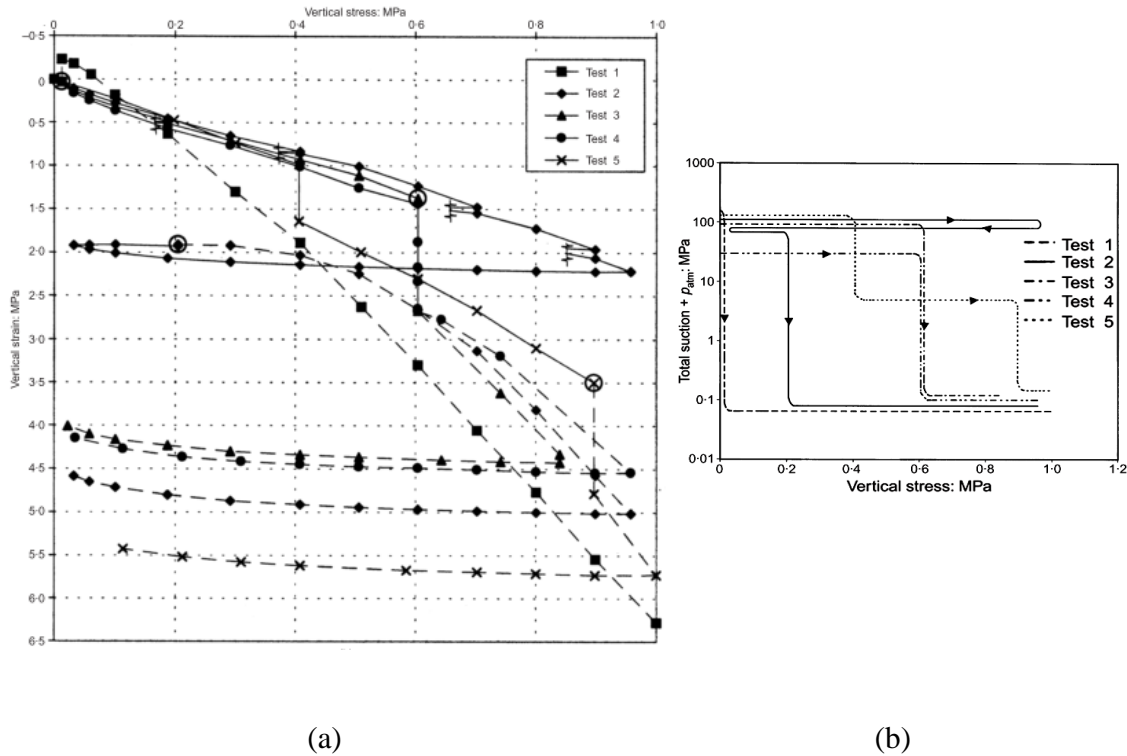 Vertical stress: MPa
0 0·2 0·4 0·6 0·8 1·0
–0·5
0
0·5
1·0
1·5
2·0
2·5
3·0
3·5
4·0
4·5
5·0
5·5
6·0
6·5
Vertical strain: MPa
Test 1
Test 2
Test 3
Test 4
Test 5
(a)
1000
100
10
1
0·1
0·01
Total suction + patm: MPa
Test 1
Test 2
Test 3
Test 4
Test 5
0 0·2 0·4 0·6 0·8 1·0 1·2
Vertical stress: MPa
(b)